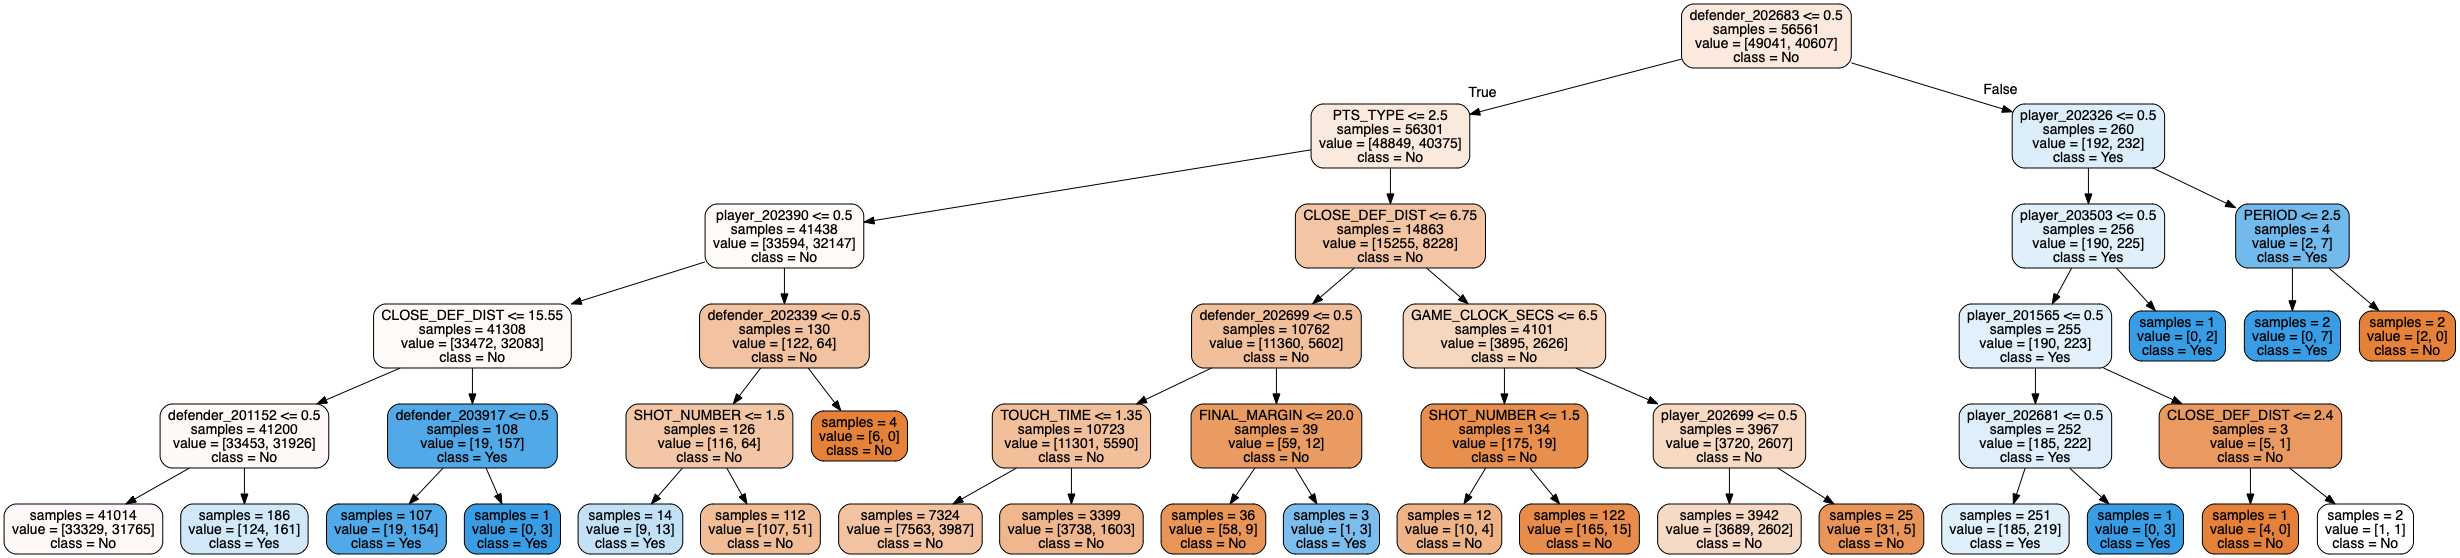 defender_202683 <= 0.5
samples = 56561
value = [49041, 40607]
class = No
True
False
PTS_TYPE <= 2.5
samples = 56301
value = [48849, 40375]
class = No
player_202326 <= 0.5
samples = 260
value = [192, 232]
class = Yes
player_202390 <= 0.5
samples = 41438
value = [33594, 32147]
class = No
CLOSE_DEF_DIST <= 6.75
samples = 14863
value = [15255, 8228]
class = No
player_203503 <= 0.5
samples = 256
value = [190, 225]
class = Yes
PERIOD <= 2.5
samples = 4
value = [2, 7]
class = Yes
CLOSE_DEF_DIST <= 15.55
samples = 41308
value = [33472, 32083]
class = No
defender_202339 <= 0.5
samples = 130
value = [122, 64]
class = No
defender_202699 <= 0.5
samples = 10762
value = [11360, 5602]
class = No
GAME_CLOCK_SECS <= 6.5
samples = 4101
value = [3895, 2626]
class = No
player_201565 <= 0.5
samples = 255
value = [190, 223]
class = Yes
samples = 1
value = [0, 2]
class = Yes
samples = 2
value = [0, 7]
class = Yes
samples = 2
value = [2, 0]
class = No
defender_201152 <= 0.5
samples = 41200
value = [33453, 31926]
class = No
defender_203917 <= 0.5
samples = 108
value = [19, 157]
class = Yes
SHOT_NUMBER <= 1.5
samples = 126
value = [116, 64]
class = No
samples = 4
value = [6, 0]
class = No
TOUCH_TIME <= 1.35
samples = 10723
value = [11301, 5590]
class = No
FINAL_MARGIN <= 20.0
samples = 39
value = [59, 12]
class = No
SHOT_NUMBER <= 1.5
samples = 134
value = [175, 19]
class = No
player_202699 <= 0.5
samples = 3967
value = [3720, 2607]
class = No
player_202681 <= 0.5
samples = 252
value = [185, 222]
class = Yes
CLOSE_DEF_DIST <= 2.4
samples = 3
value = [5, 1]
class = No
samples = 41014
value = [33329, 31765]
class = No
samples = 186
value = [124, 161]
class = Yes
samples = 107
value = [19, 154]
class = Yes
samples = 1
value = [0, 3]
class = Yes
samples = 14
value = [9, 13]
class = Yes
samples = 112
value = [107, 51]
class = No
samples = 7324
value = [7563, 3987]
class = No
samples = 3399
value = [3738, 1603]
class = No
samples = 36
value = [58, 9]
class = No
samples = 3
value = [1, 3]
class = Yes
samples = 12
value = [10, 4]
class = No
samples = 122
value = [165, 15]
class = No
samples = 3942
value = [3689, 2602]
class = No
samples = 25
value = [31, 5]
class = No
samples = 251
value = [185, 219]
class = Yes
samples = 1
value = [0, 3]
class = Yes
samples = 1
value = [4, 0]
class = No
samples = 2
value = [1, 1]
class = No